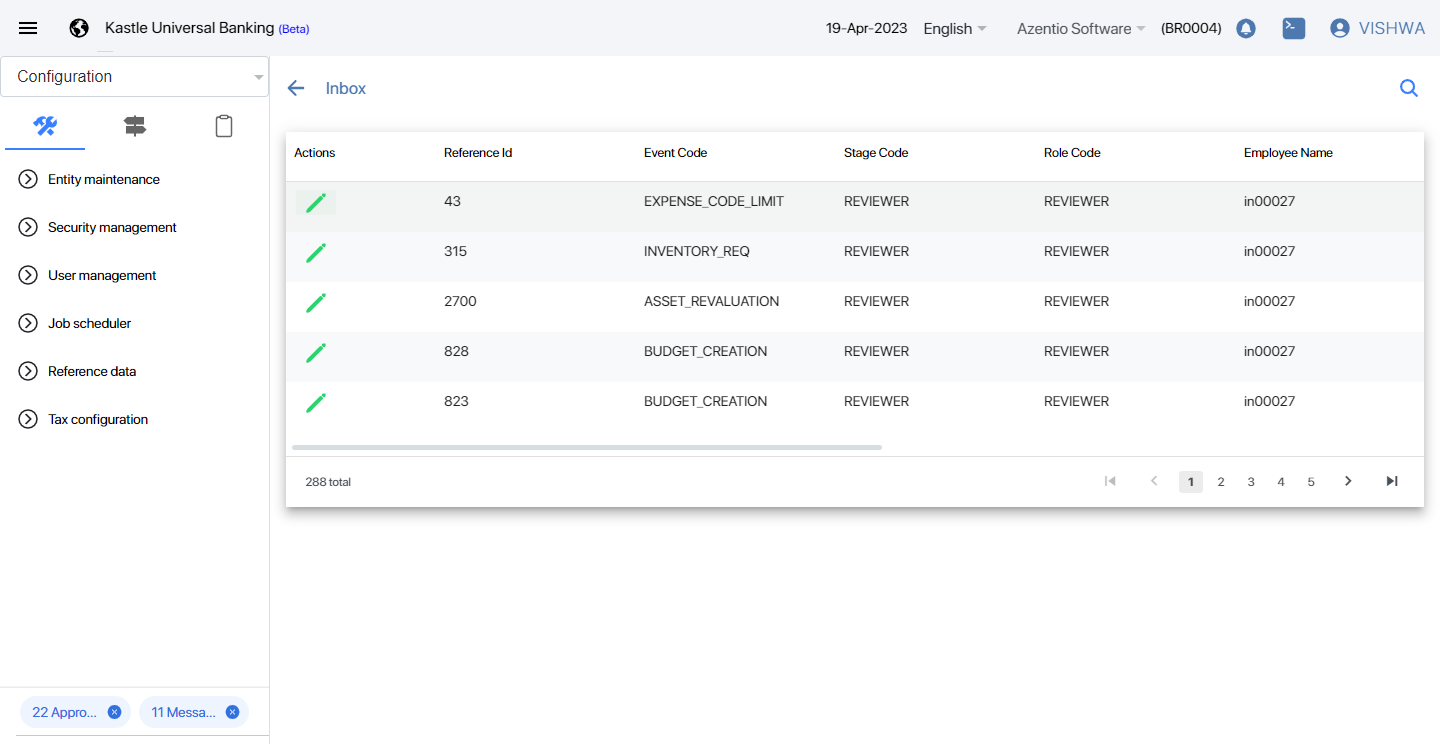 Kastle Universal Banking (Beta)
19-Apr-2023 English Azentio Software (BR0004) VISHWA
Configuration
Entity maintenance
Security management
User management
Job scheduler
Reference data
Tax configuration
22 Appro... 11 Messa...
Inbox
Actions Reference Id Event Code Stage Code Role Code Employee Name
43 EXPENSE_CODE_LIMIT REVIEWER REVIEWER in00027
315 INVENTORY_REQ REVIEWER REVIEWER in00027
2700 ASSET_REVALUATION REVIEWER REVIEWER in00027
828 BUDGET_CREATION REVIEWER REVIEWER in00027
823 BUDGET_CREATION REVIEWER REVIEWER in00027
288 total 1 2 3 4 5